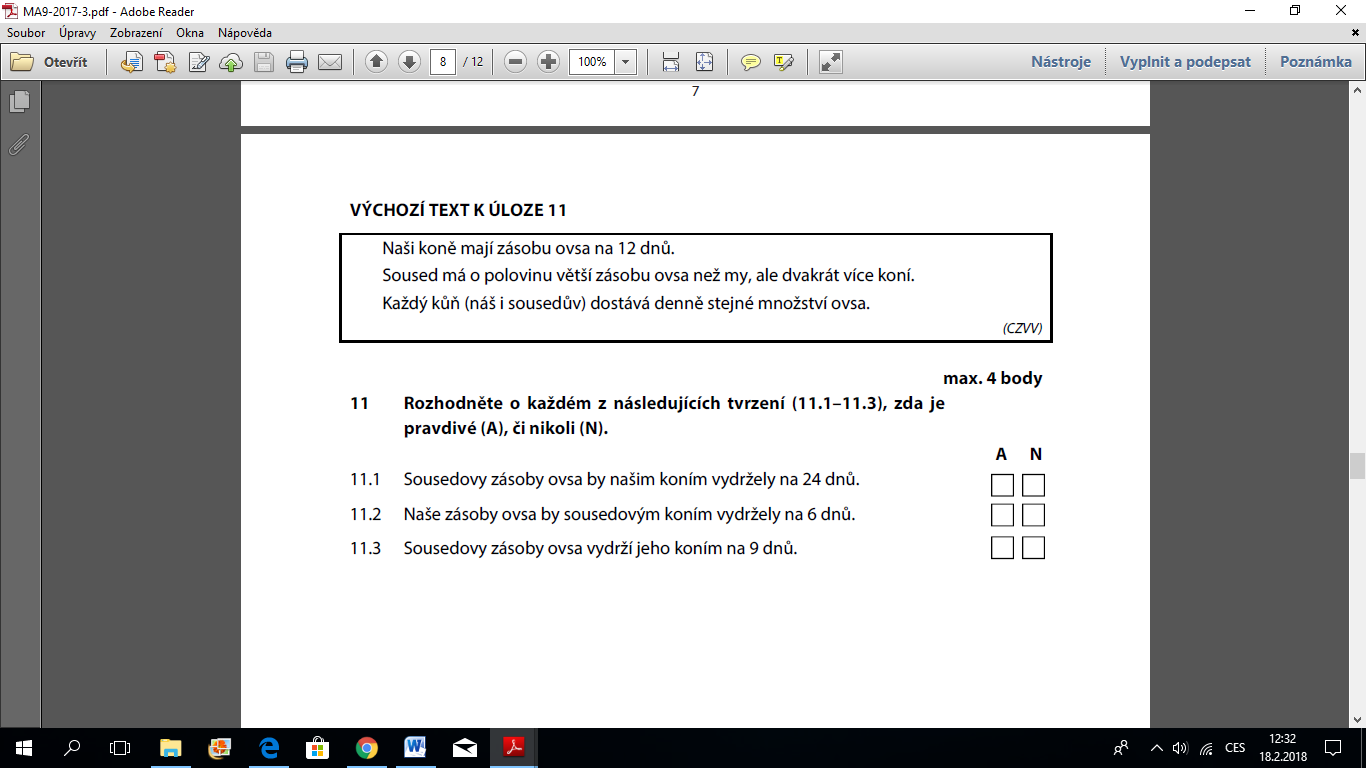 MA9-2017-3.pdf - Adobe Reader
Soubor Úpravy Zobrazení Okna Nápověda
Otevřít 8 / 12 100% Nástroje Vyplnit a podepsat Poznámka
7
VÝCHOZÍ TEXT K ÚLOZE 11
Naši koně mají zásobu ovsa na 12 dnů.
Soused má o polovinu větší zásobu ovsa než my, ale dvakrát více koní.
Každý kůň (náš i sousedův) dostává denně stejné množství ovsa.
(CZVV)
max. 4 body
11 Rozhodněte o každém z následujících tvrzení (11.1–11.3), zda je
pravdivé (A), či nikoli (N).
A N
11.1 Sousedovy zásoby ovsa by našim koním vydržely na 24 dnů.
11.2 Naše zásoby ovsa by sousedovým koním vydržely na 6 dnů.
11.3 Sousedovy zásoby ovsa vydrží jeho koním na 9 dnů.
CES
12:32
18.2.2018